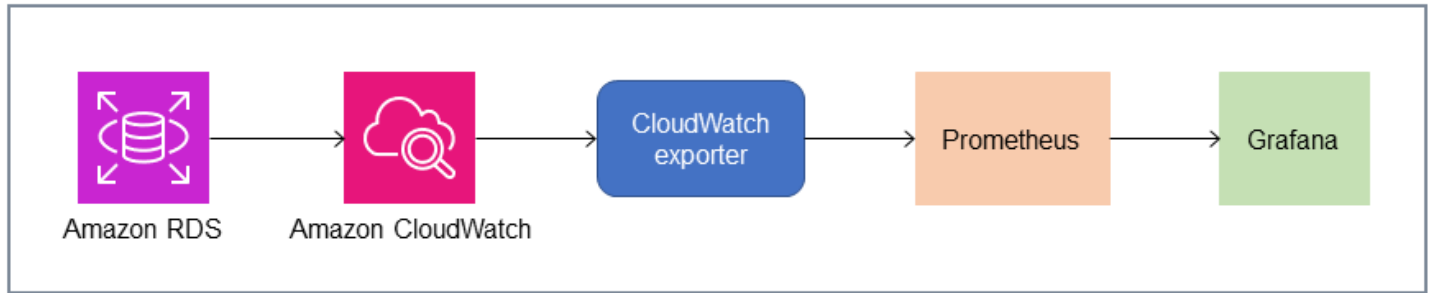 Amazon RDS
Amazon CloudWatch
CloudWatch
exporter
Prometheus
Grafana